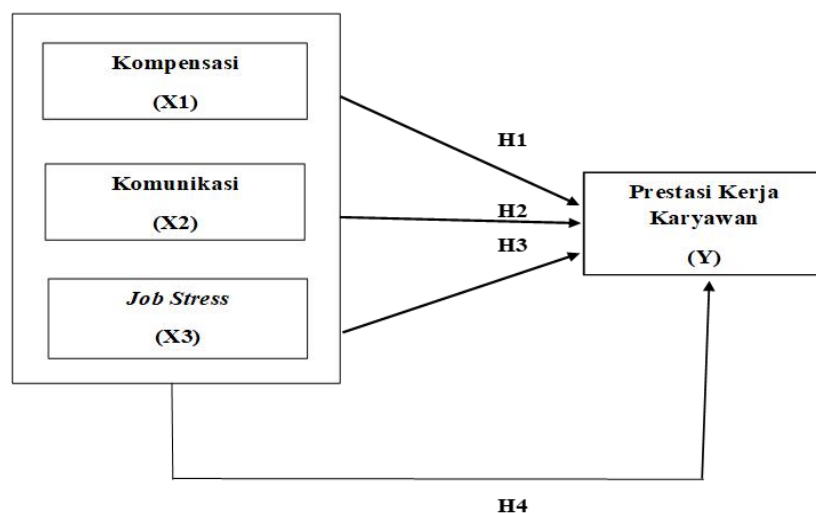 Kompensasi
(X1)
Komunikasi
(X2)
Job Stress
(X3)
H1
H2
H3
Prestasi Kerja
Karyawan
(Y)
H4